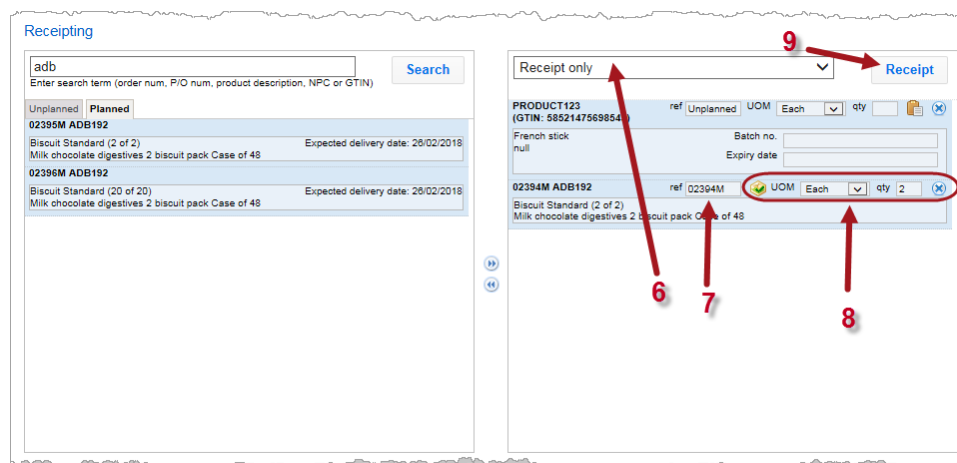 Receipting
9
adb
Search
Enter search term (order num, P/O num, product description, NPC or GTIN)
Receipt only
Receipt
Unplanned Planned
02395M ADB192
Biscuit Standard (2 of 2) Expected delivery date: 26/02/2018
Milk chocolate digestives 2 biscuit pack Case of 48
02396M ADB192
Biscuit Standard (20 of 20) Expected delivery date: 26/02/2018
Milk chocolate digestives 2 biscuit pack Case of 48
PRODUCT123 ref Unplanned UOM Each qty
(GTIN:
French stick Batch no.
null
Expiry date
02394M ADB192 ref 02394M UOM Each qty 2
Biscuit Standard (2 of 2)
Milk chocolate digestives 2 biscuit pack Case of 48
6
7
8